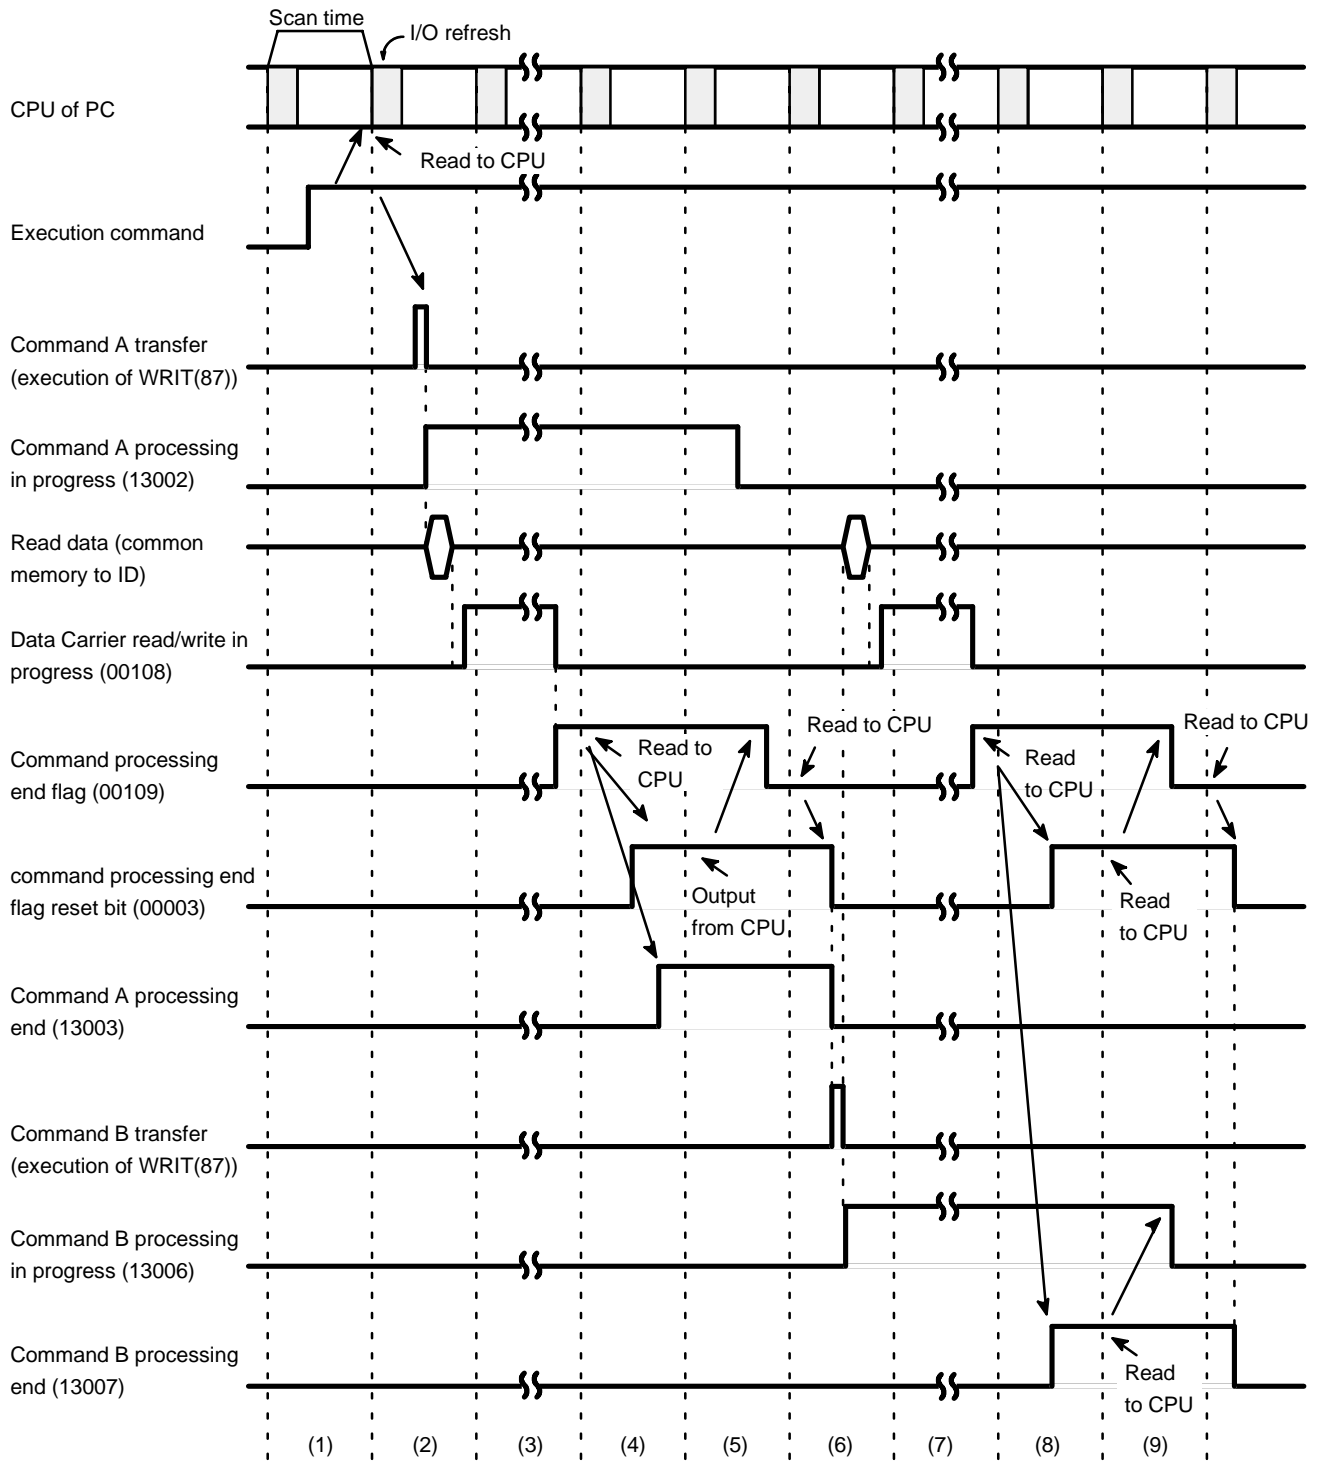 Scan time
I/O refresh
CPU of PC
Read to CPU
Execution command
Command A transfer
(execution of WRIT(87))
Command A processing
in progress (13002)
Read data (common
memory to ID)
Data Carrier read/write in
progress (00108)
Read to CPU
Read to CPU
Read to
CPU
Read
to CPU
Command processing
end flag (00109)
command processing end
flag reset bit (00003)
Output
from CPU
Read
to CPU
Command A processing
end (13003)
Command B transfer
(execution of WRIT(87))
Command B processing
in progress (13006)
Command B processing
end (13007)
Read
to CPU
(1) (2) (3) (4) (5) (6) (7) (8) (9)